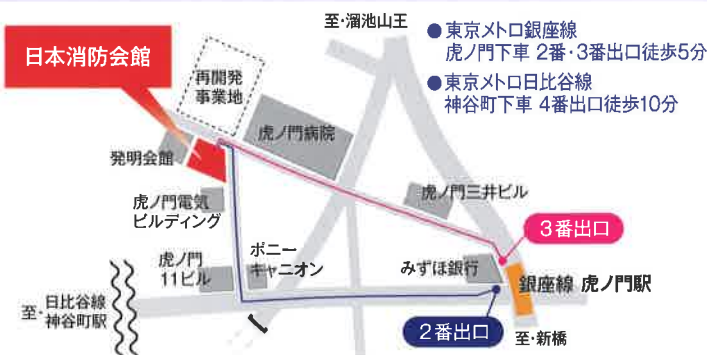 至・溜池山王
●東京メトロ銀座線
虎ノ門下車 2番・3番出口徒歩5分
●東京メトロ日比谷線
神谷町下車 4番出口徒歩10分
日本消防会館
再開発
事業地
虎ノ門病院
発明会館
虎ノ門三井ビル
虎ノ門電気
ビルディング
3番出口
ポニー
キャニオン
虎ノ門
11ビル
みずほ銀行
銀座線 虎ノ門駅
至・日比谷線
神谷町駅
2番出口
至・新橋